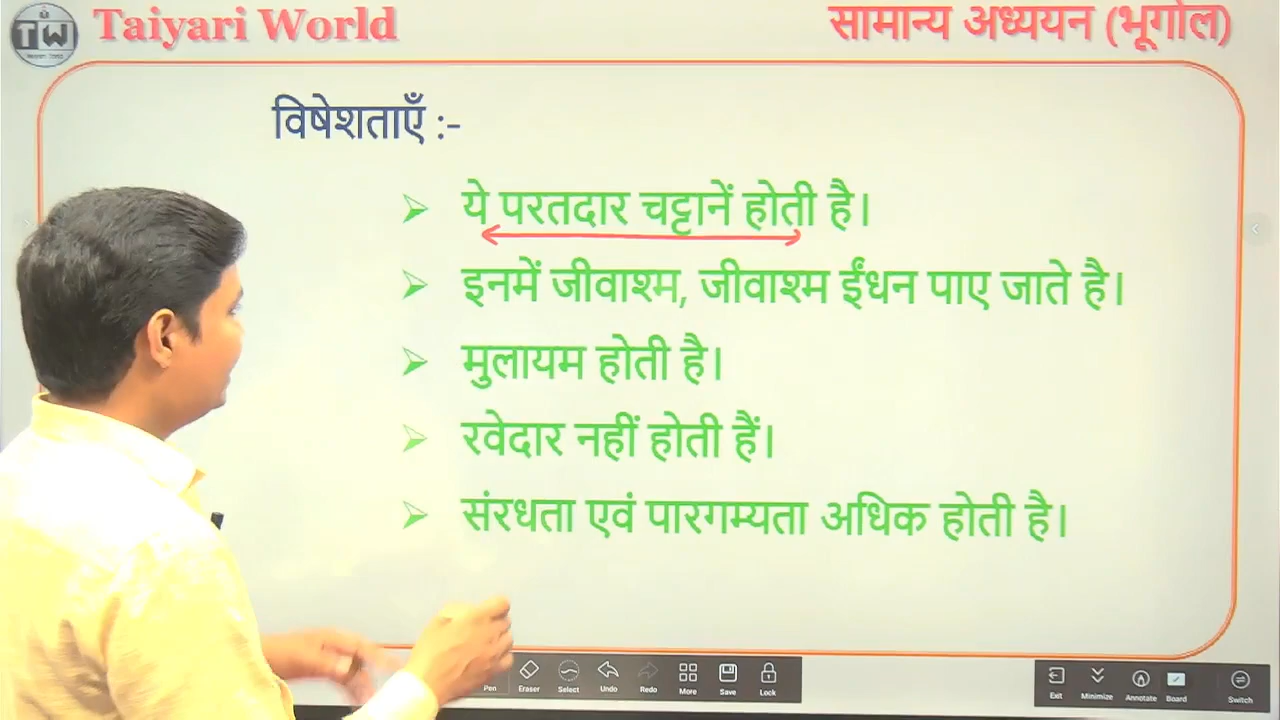 TW Taiyari World
सामान्य अध्ययन (भूगोल)
विषेशताएँ :-
ये परतदार चट्टानें होती है।
इनमें जीवाश्म, जीवाश्म ईंधन पाए जाते है।
मुलायम होती है।
रवेदार नहीं होती हैं।
संरधता एवं पारगम्यता अधिक होती है।
Pen Eraser Select Undo Redo More Save Lock
Exit Minimize Annotate Board Switch